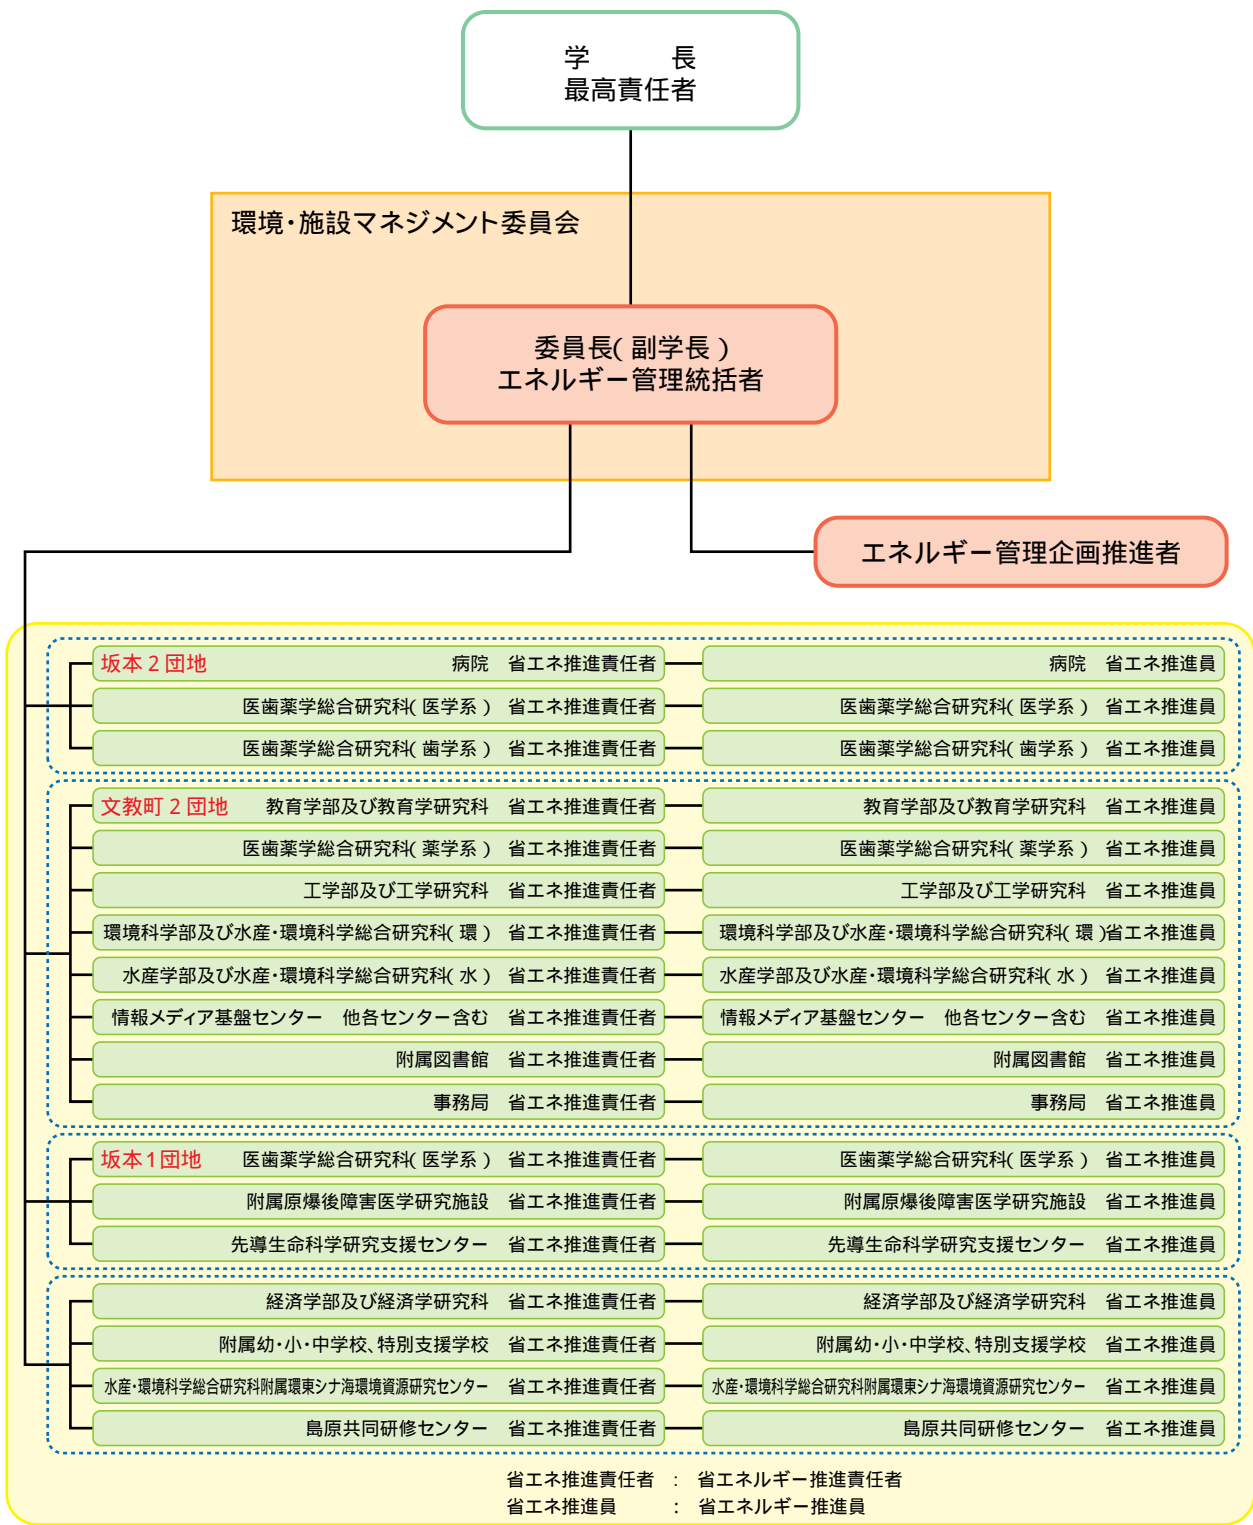 学　　　長
最高責任者
環境・施設マネジメント委員会
委員長(副学長)
エネルギー管理統括者
エネルギー管理企画推進者
坂本2団地　病院　省エネ推進責任者　病院　省エネ推進員
医歯薬学総合研究科(医学系)　省エネ推進責任者　医歯薬学総合研究科(医学系)　省エネ推進員
医歯薬学総合研究科(歯学系)　省エネ推進責任者　医歯薬学総合研究科(歯学系)　省エネ推進員
文教町2団地　教育学部及び教育学研究科　省エネ推進責任者　教育学部及び教育学研究科　省エネ推進員
医歯薬学総合研究科(薬学系)　省エネ推進責任者　医歯薬学総合研究科(薬学系)　省エネ推進員
工学部及び工学研究科　省エネ推進責任者　工学部及び工学研究科　省エネ推進員
環境科学部及び水産・環境科学総合研究科(環)　省エネ推進責任者　環境科学部及び水産・環境科学総合研究科(環)省エネ推進員
水産学部及び水産・環境科学総合研究科(水)　省エネ推進責任者　水産学部及び水産・環境科学総合研究科(水)　省エネ推進員
情報メディア基盤センター　他各センター含む　省エネ推進責任者　情報メディア基盤センター　他各センター含む　省エネ推進員
附属図書館　省エネ推進責任者　附属図書館　省エネ推進員
事務局　省エネ推進責任者　事務局　省エネ推進員
坂本1団地　医歯薬学総合研究科(医学系)　省エネ推進責任者　医歯薬学総合研究科(医学系)　省エネ推進員
附属原爆後障害医学研究施設　省エネ推進責任者　附属原爆後障害医学研究施設　省エネ推進員
先導生命科学研究支援センター　省エネ推進責任者　先導生命科学研究支援センター　省エネ推進員
経済学部及び経済学研究科　省エネ推進責任者　経済学部及び経済学研究科　省エネ推進員
附属幼・小・中学校、特別支援学校　省エネ推進責任者　附属幼・小・中学校、特別支援学校　省エネ推進員
水産・環境科学総合研究科附属環東シナ海環境資源研究センター　省エネ推進責任者　水産・環境科学総合研究科附属環東シナ海環境資源研究センター　省エネ推進員
島原共同研修センター　省エネ推進責任者　島原共同研修センター　省エネ推進員
省エネ推進責任者　：　省エネルギー推進責任者
省エネ推進員　：　省エネルギー推進員